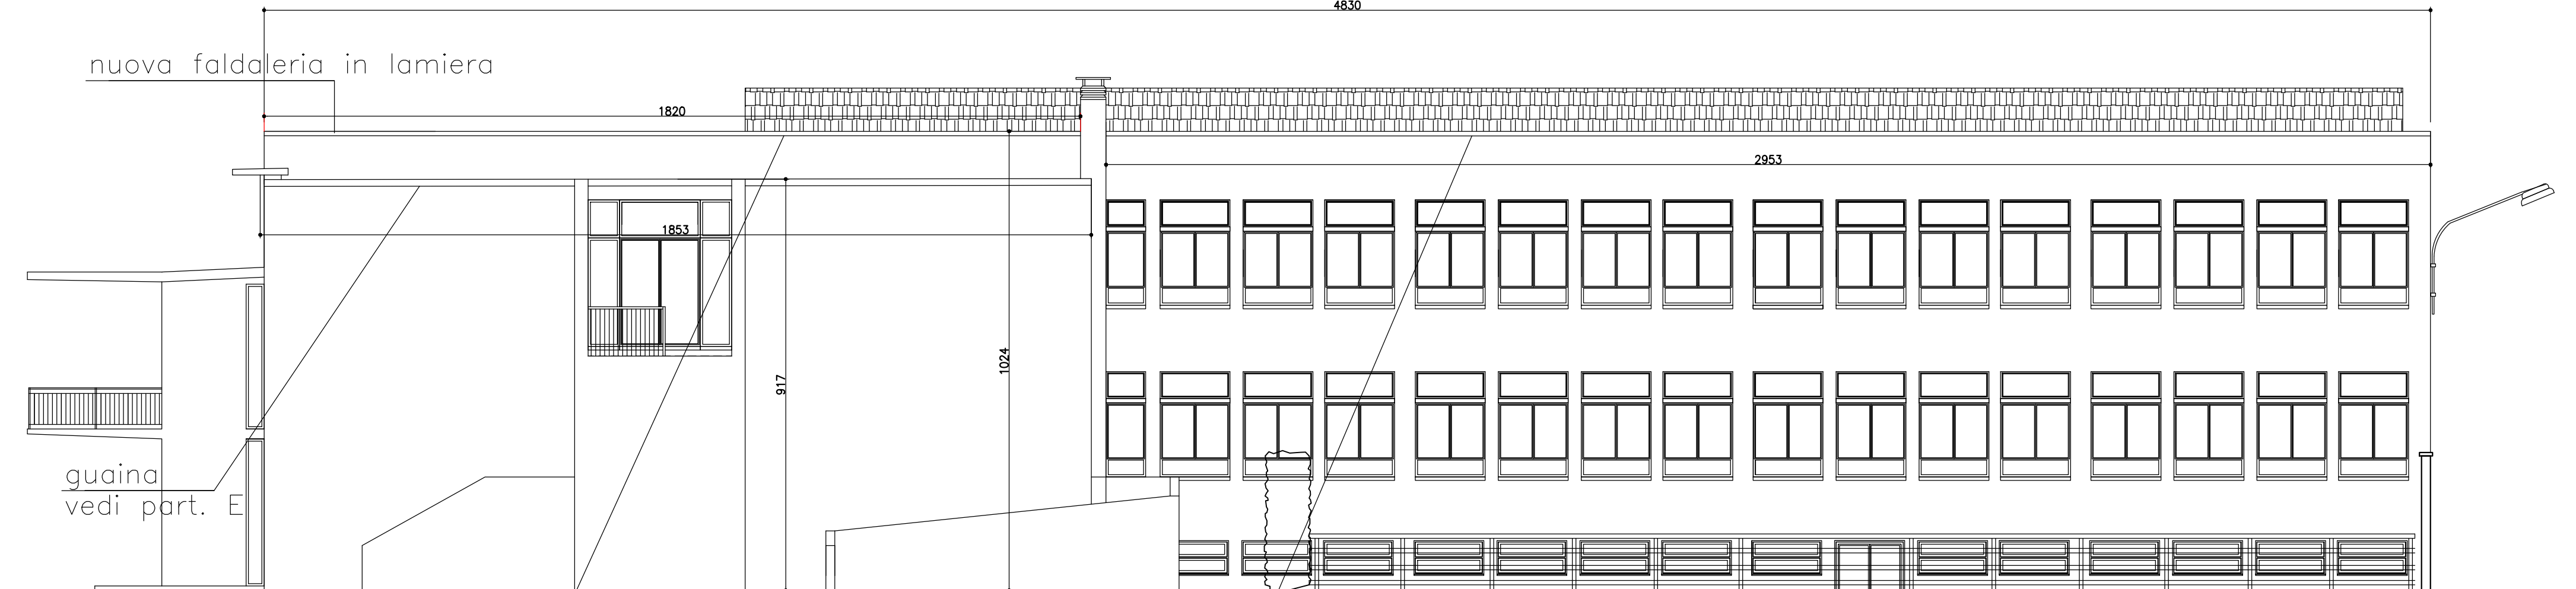 4830
nuova faldaleria in lamiera
1820
2953
1853
1024
917
guaina
vedi part. E